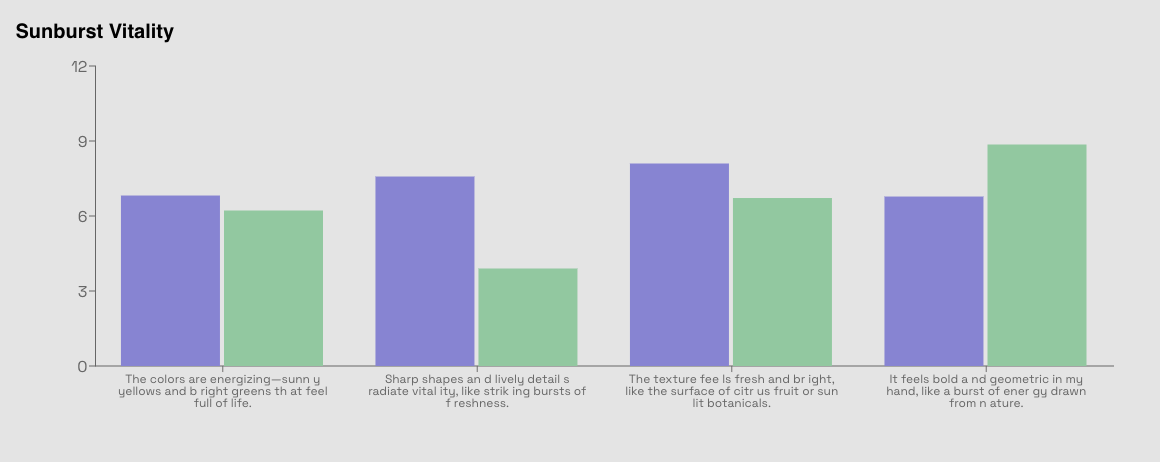 Sunburst Vitality
12
9
6
3
0
The colors are energizing—sunn y
yellows and b right greens th at feel
full of life.
Sharp shapes an d lively detail s
radiate vital ity, like strik ing bursts of
f reshness.
The texture fee ls fresh and br ight,
like the surface of citr us fruit or sun
lit botanicals.
It feels bold a nd geometric in my
hand, like a burst of ener gy drawn
from n ature.